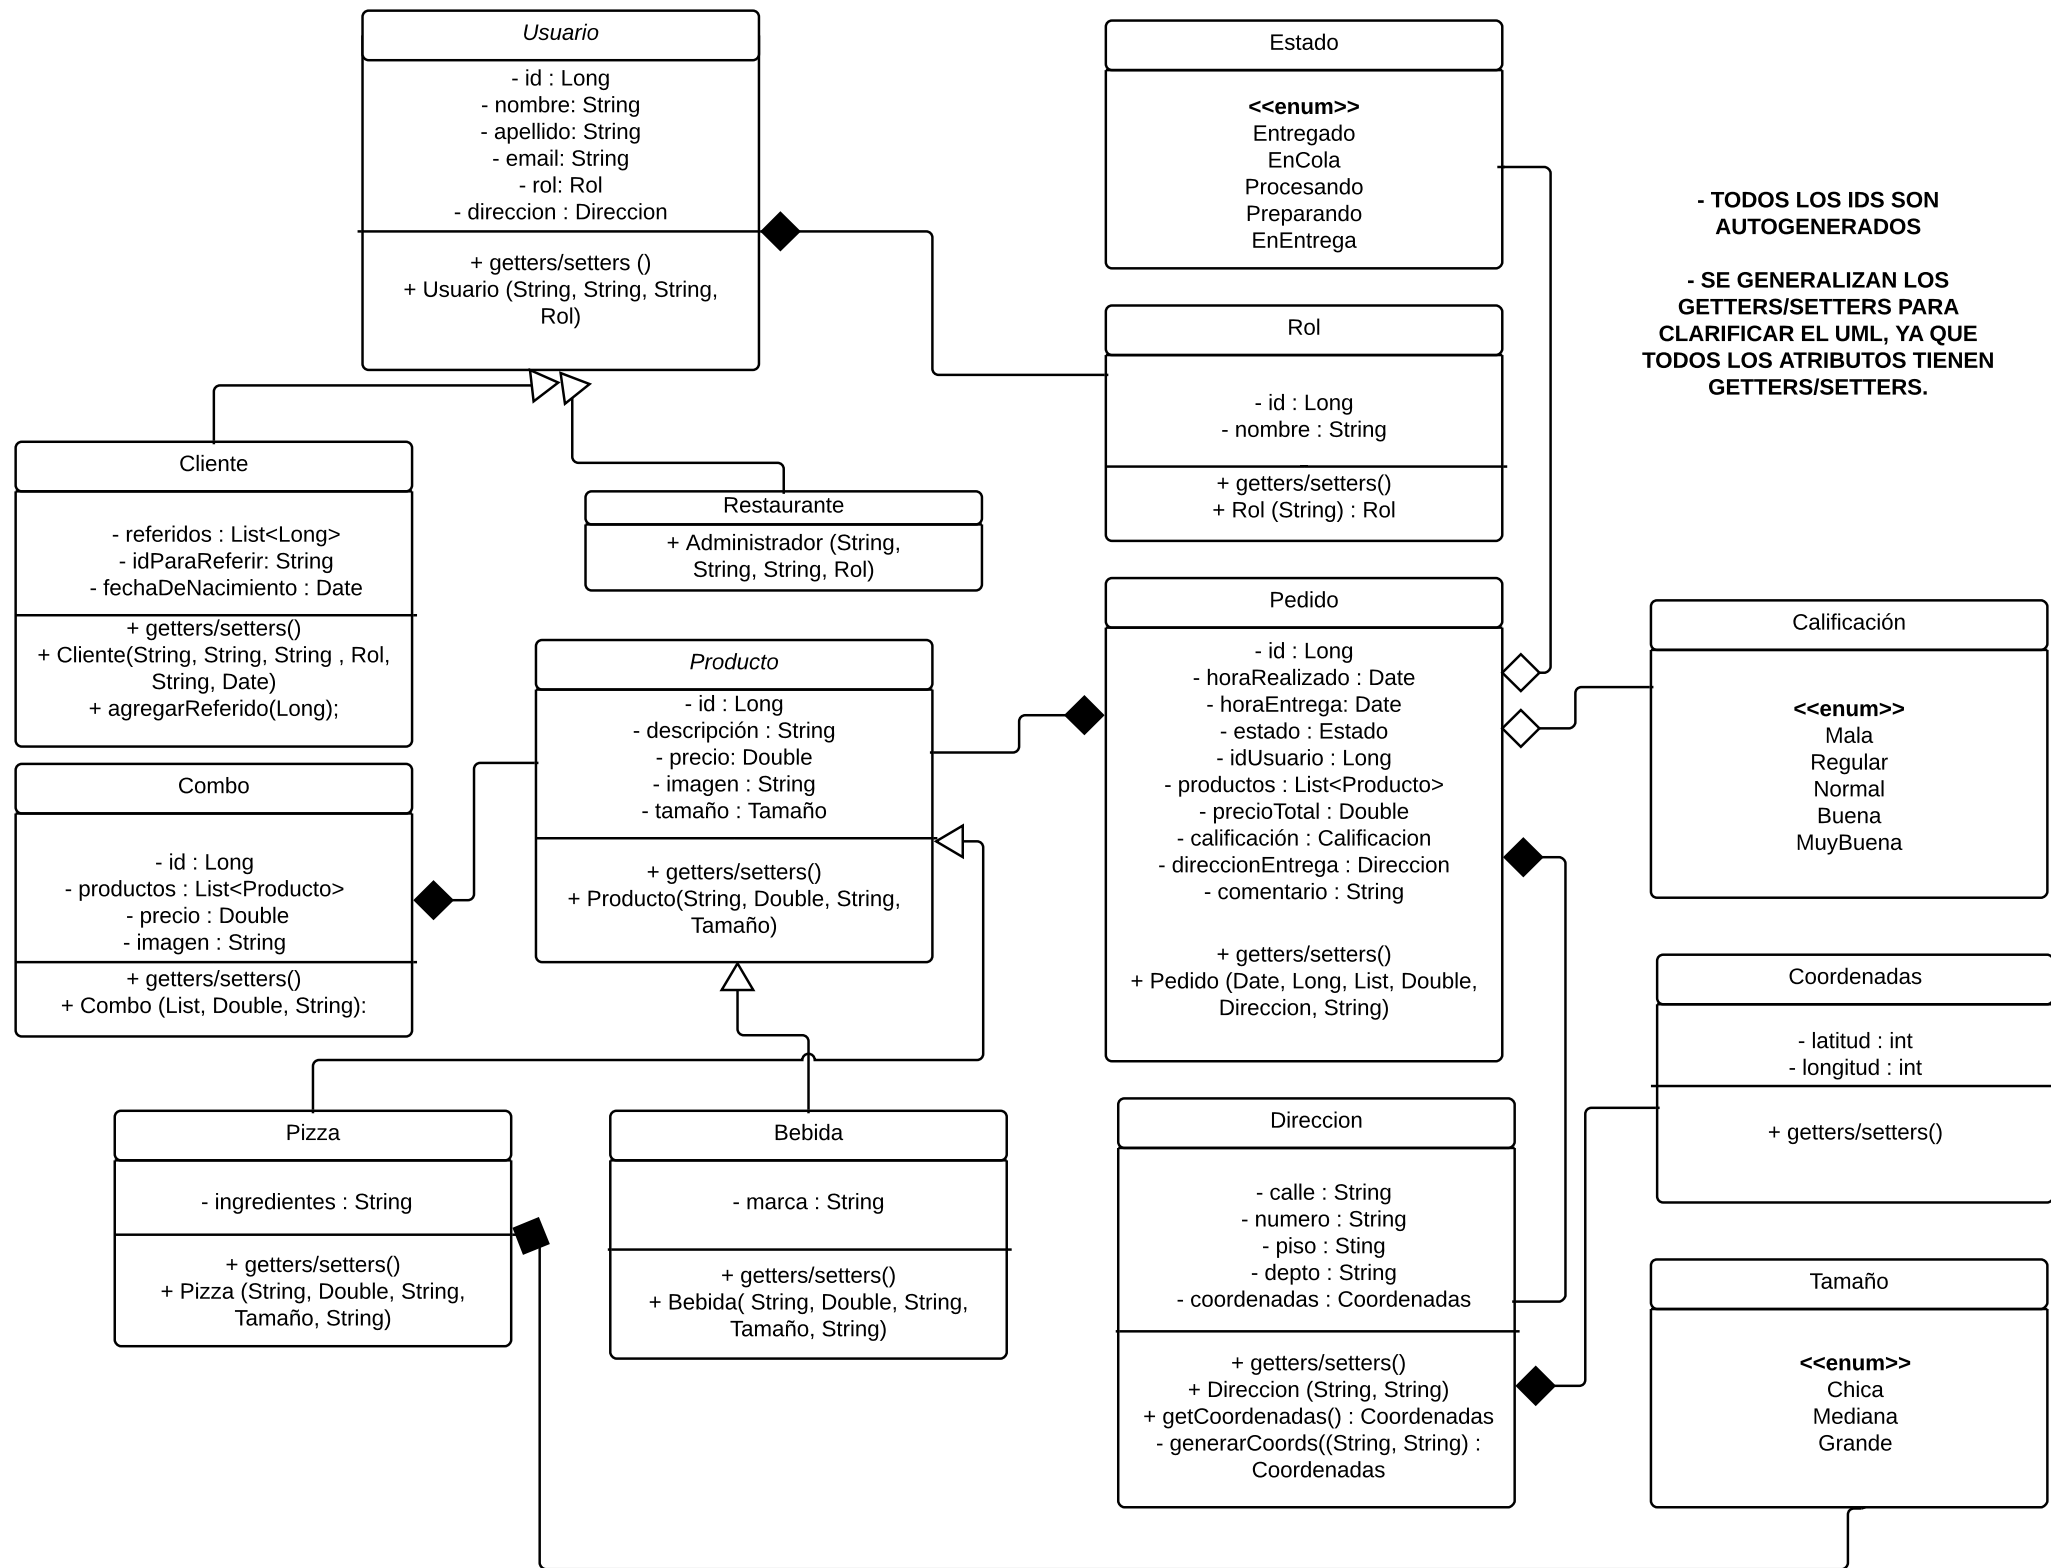 Usuario
- id : Long
- nombre: String
- apellido: String
- email: String
- rol: Rol
- direccion : Direccion
+ getters/setters ()
+ Usuario (String, String, String,
Rol)
Estado
<<enum>>
Entregado
EnCola
Procesando
Preparando
EnEntrega
- TODOS LOS IDS SON
AUTOGENERADOS
- SE GENERALIZAN LOS
GETTERS/SETTERS PARA
CLARIFICAR EL UML, YA QUE
TODOS LOS ATRIBUTOS TIENEN
GETTERS/SETTERS.
Rol
- id : Long
- nombre : String
+ getters/setters()
+ Rol (String) : Rol
Cliente
- referidos : List<Long>
- idParaReferir: String
- fechaDeNacimiento : Date
+ getters/setters()
+ Cliente(String, String, String , Rol,
String, Date)
+ agregarReferido(Long);
Restaurante
+ Administrador (String,
String, String, Rol)
Producto
- id : Long
- descripción : String
- precio: Double
- imagen : String
- tamaño : Tamaño
+ getters/setters()
+ Producto(String, Double, String,
Tamaño)
Pedido
- id : Long
- horaRealizado : Date
- horaEntrega: Date
- estado : Estado
- idUsuario : Long
- productos : List<Producto>
- precioTotal : Double
- calificación : Calificacion
- direccionEntrega : Direccion
- comentario : String
+ getters/setters()
+ Pedido (Date, Long, List, Double,
Direccion, String)
Calificación
<<enum>>
Mala
Regular
Normal
Buena
MuyBuena
Combo
- id : Long
- productos : List<Producto>
- precio : Double
- imagen : String
+ getters/setters()
+ Combo (List, Double, String):
Coordenadas
- latitud : int
- longitud : int
+ getters/setters()
Pizza
- ingredientes : String
+ getters/setters()
+ Pizza (String, Double, String,
Tamaño, String)
Bebida
- marca : String
+ getters/setters()
+ Bebida( String, Double, String,
Tamaño, String)
Direccion
- calle : String
- numero : String
- piso : Sting
- depto : String
- coordenadas : Coordenadas
+ getters/setters()
+ Direccion (String, String)
+ getCoordenadas() : Coordenadas
- generarCoords((String, String) :
Coordenadas
Tamaño
<<enum>>
Chica
Mediana
Grande